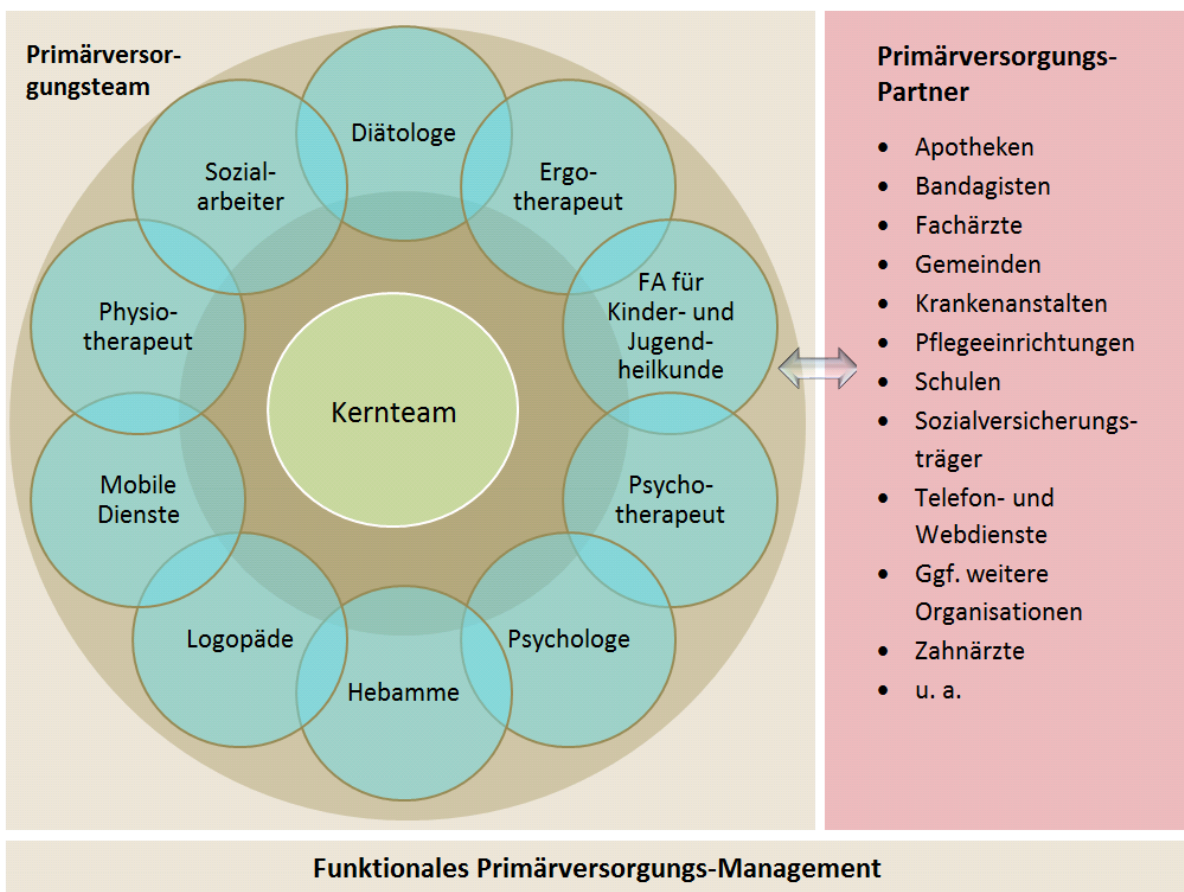 Primärversor-
gungsteam
Diätologe
Sozial-
arbeiter
Ergo-
therapeut
Physio-
therapeut
FA für
Kinder- und
Jugend-
heilkunde
Kernteam
Mobile
Dienste
Psycho-
therapeut
Logopäde
Psychologe
Hebamme
Primärversorgungs-
Partner
• Apotheken
• Bandagisten
• Fachärzte
• Gemeinden
• Krankenanstalten
• Pflegeeinrichtungen
• Schulen
• Sozialversicherungs-
träger
• Telefon- und
Webdienste
• Ggf. weitere
Organisationen
• Zahnärzte
• u. a.
Funktionales Primärversorgungs-Management